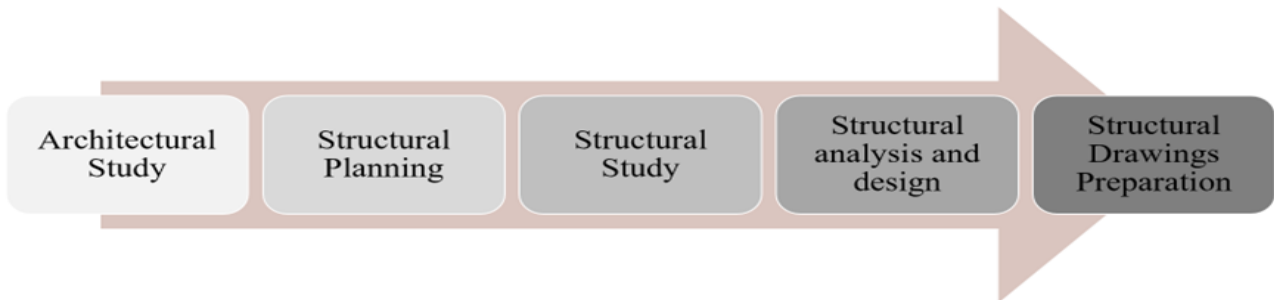 Architectural
Study
Structural
Planning
Structural
Study
Structural
analysis and
design
Structural
Drawings
Preparation